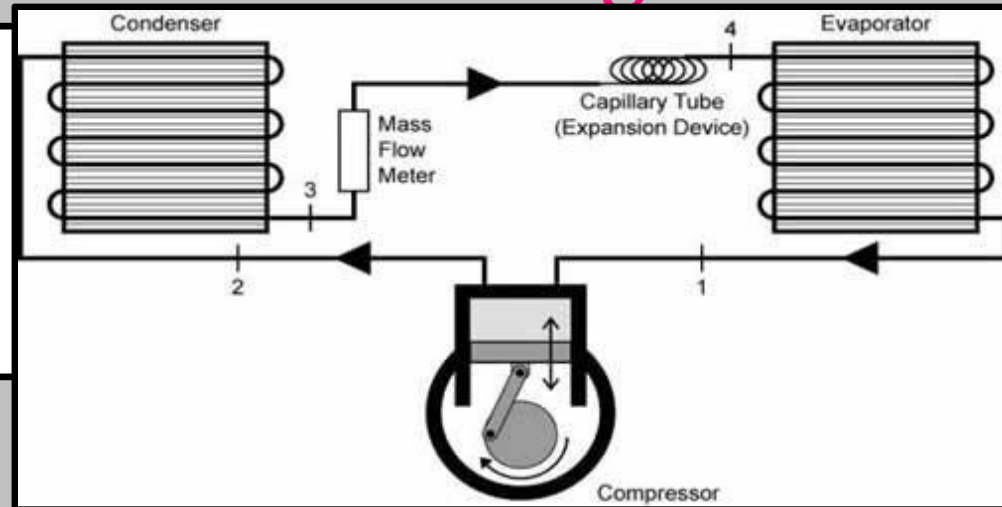 Condenser
4
Evaporator
Capillary Tube
(Expansion Device)
Mass
Flow
Meter
3
2
1
Compressor